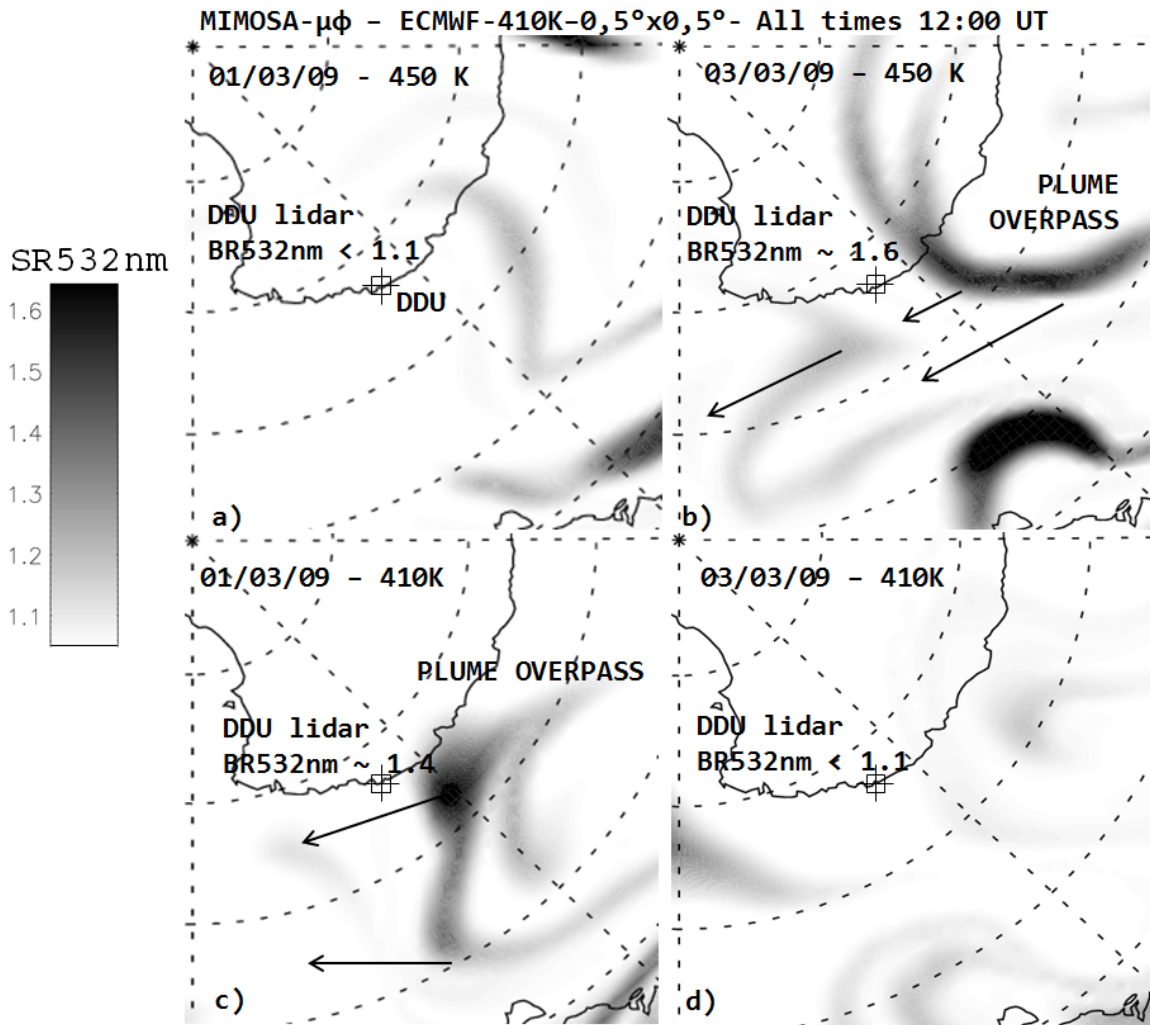 MIMOSA-μφ – ECMWF-410K-0,5°x0,5°- All times 12:00 UT
01/03/09 - 450 K
DDU lidar
BR532nm < 1.1
DDU
a)
03/03/09 – 450 K
PLUME
OVERPASS
DDU lidar
BR532nm ~ 1.6
b)
SR532nm
1.6
1.5
1.4
1.3
1.2
1.1
01/03/09 – 410K
PLUME OVERPASS
DDU lidar
BR532nm ~ 1.4
c)
03/03/09 – 410K
DDU lidar
BR532nm < 1.1
d)